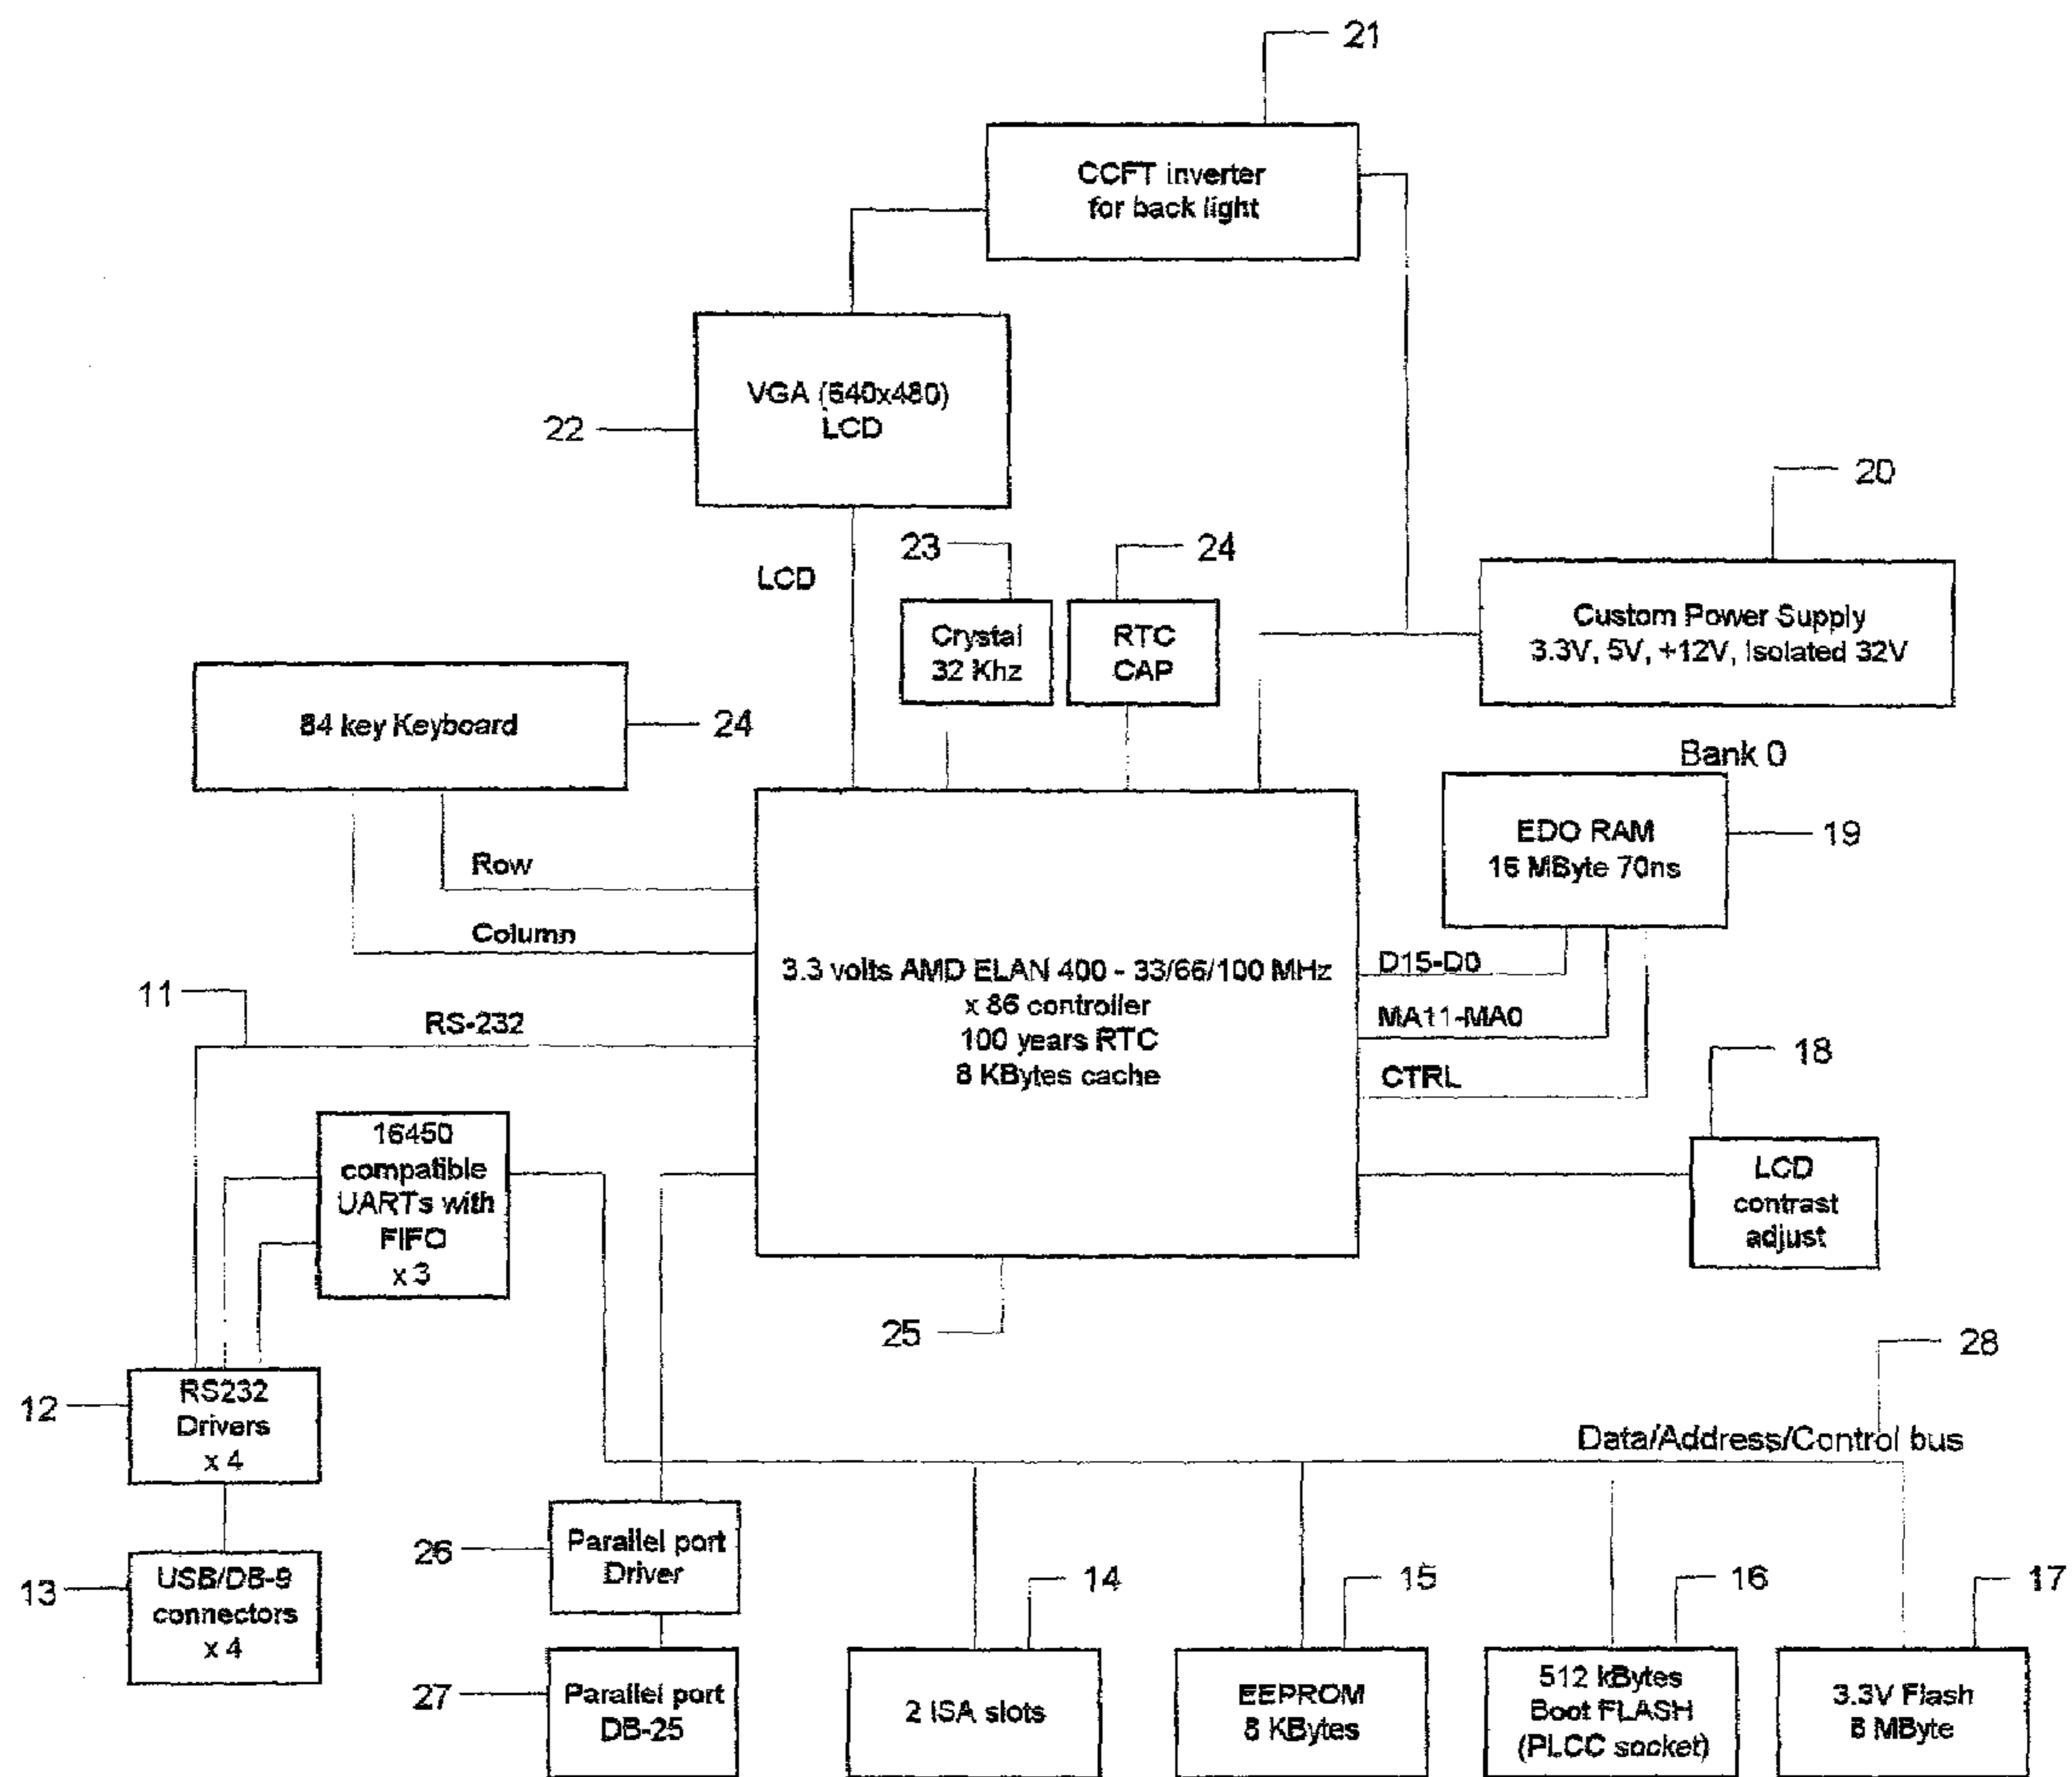 21
CCFT inverter
for back light
VGA (640x480)
LCD
22
20
23
24
LCD
Crystal
32 Khz
RTC
CAP
Custom Power Supply
3.3V, 5V, +12V, Isolated 32V
84 key Keyboard
24
Bank 0
EDO RAM
16 MByte 70ns
19
Row
Column
3.3 volts AMD ELAN 400 - 33/66/100 MHz
x 86 controller
100 years RTC
8 KBytes cache
D15-D0
MA11-MA0
CTRL
11
RS-232
18
LCD
contrast
adjust
16450
compatible
UARTs with
FIFO
x 3
25
28
12
RS232
Drivers
x 4
Data/Address/Control bus
13
USB/DB-9
connectors
x 4
26
Parallel port
Driver
27
Parallel port
DB-25
14
2 ISA slots
15
EEPROM
8 KBytes
16
512 kBytes
Boot FLASH
(PLCC socket)
17
3.3V Flash
8 MByte